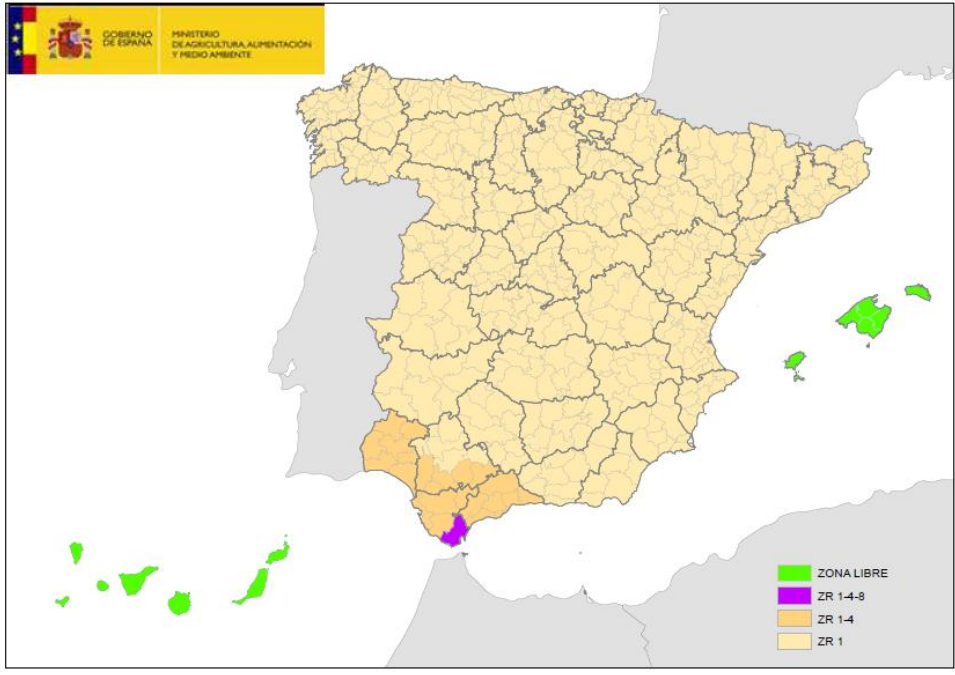 GOBIERNO
DE ESPAÑA
MINISTERIO
DE AGRICULTURA, ALIMENTACIÓN
Y MEDIO AMBIENTE
ZONA LIBRE
ZR 1-4-8
ZR 1-4
ZR 1